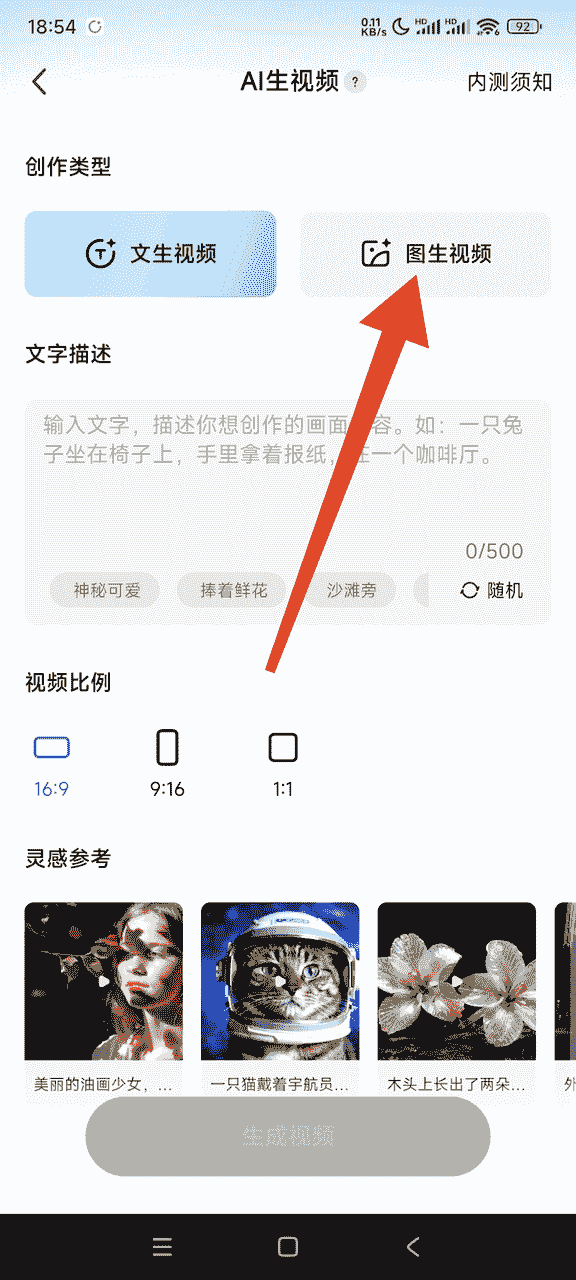 18:54
0.11 KB/s HD HD 6 92
AI生视频 ?
内测须知
创作类型
T 文生视频
图生视频
文字描述
输入文字，描述你想创作的画面 容。如：一只兔
子坐在椅子上，手里拿着报纸， 在一个咖啡厅。
0/500
神秘可爱
捧着鲜花
沙滩旁
随机
视频比例
16:9
9:16
1:1
灵感参考
美丽的油画少女，...
一只猫戴着宇航员...
木头上长出了两朵...
外
生成视频